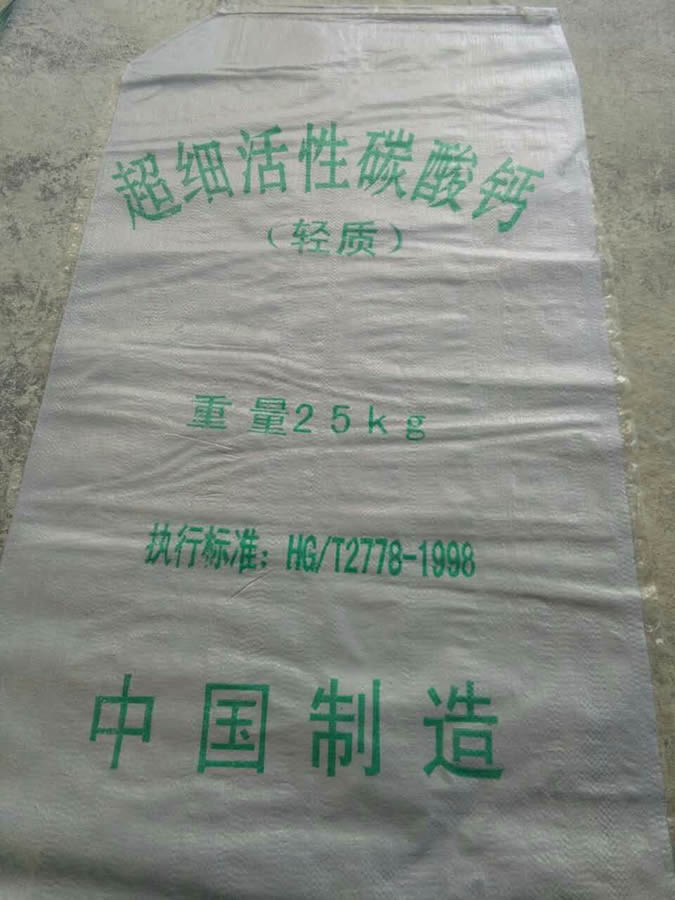 超细活性碳酸钙
（轻质）
重量25kg
执行标准：HG/T2778-1998
中国制造